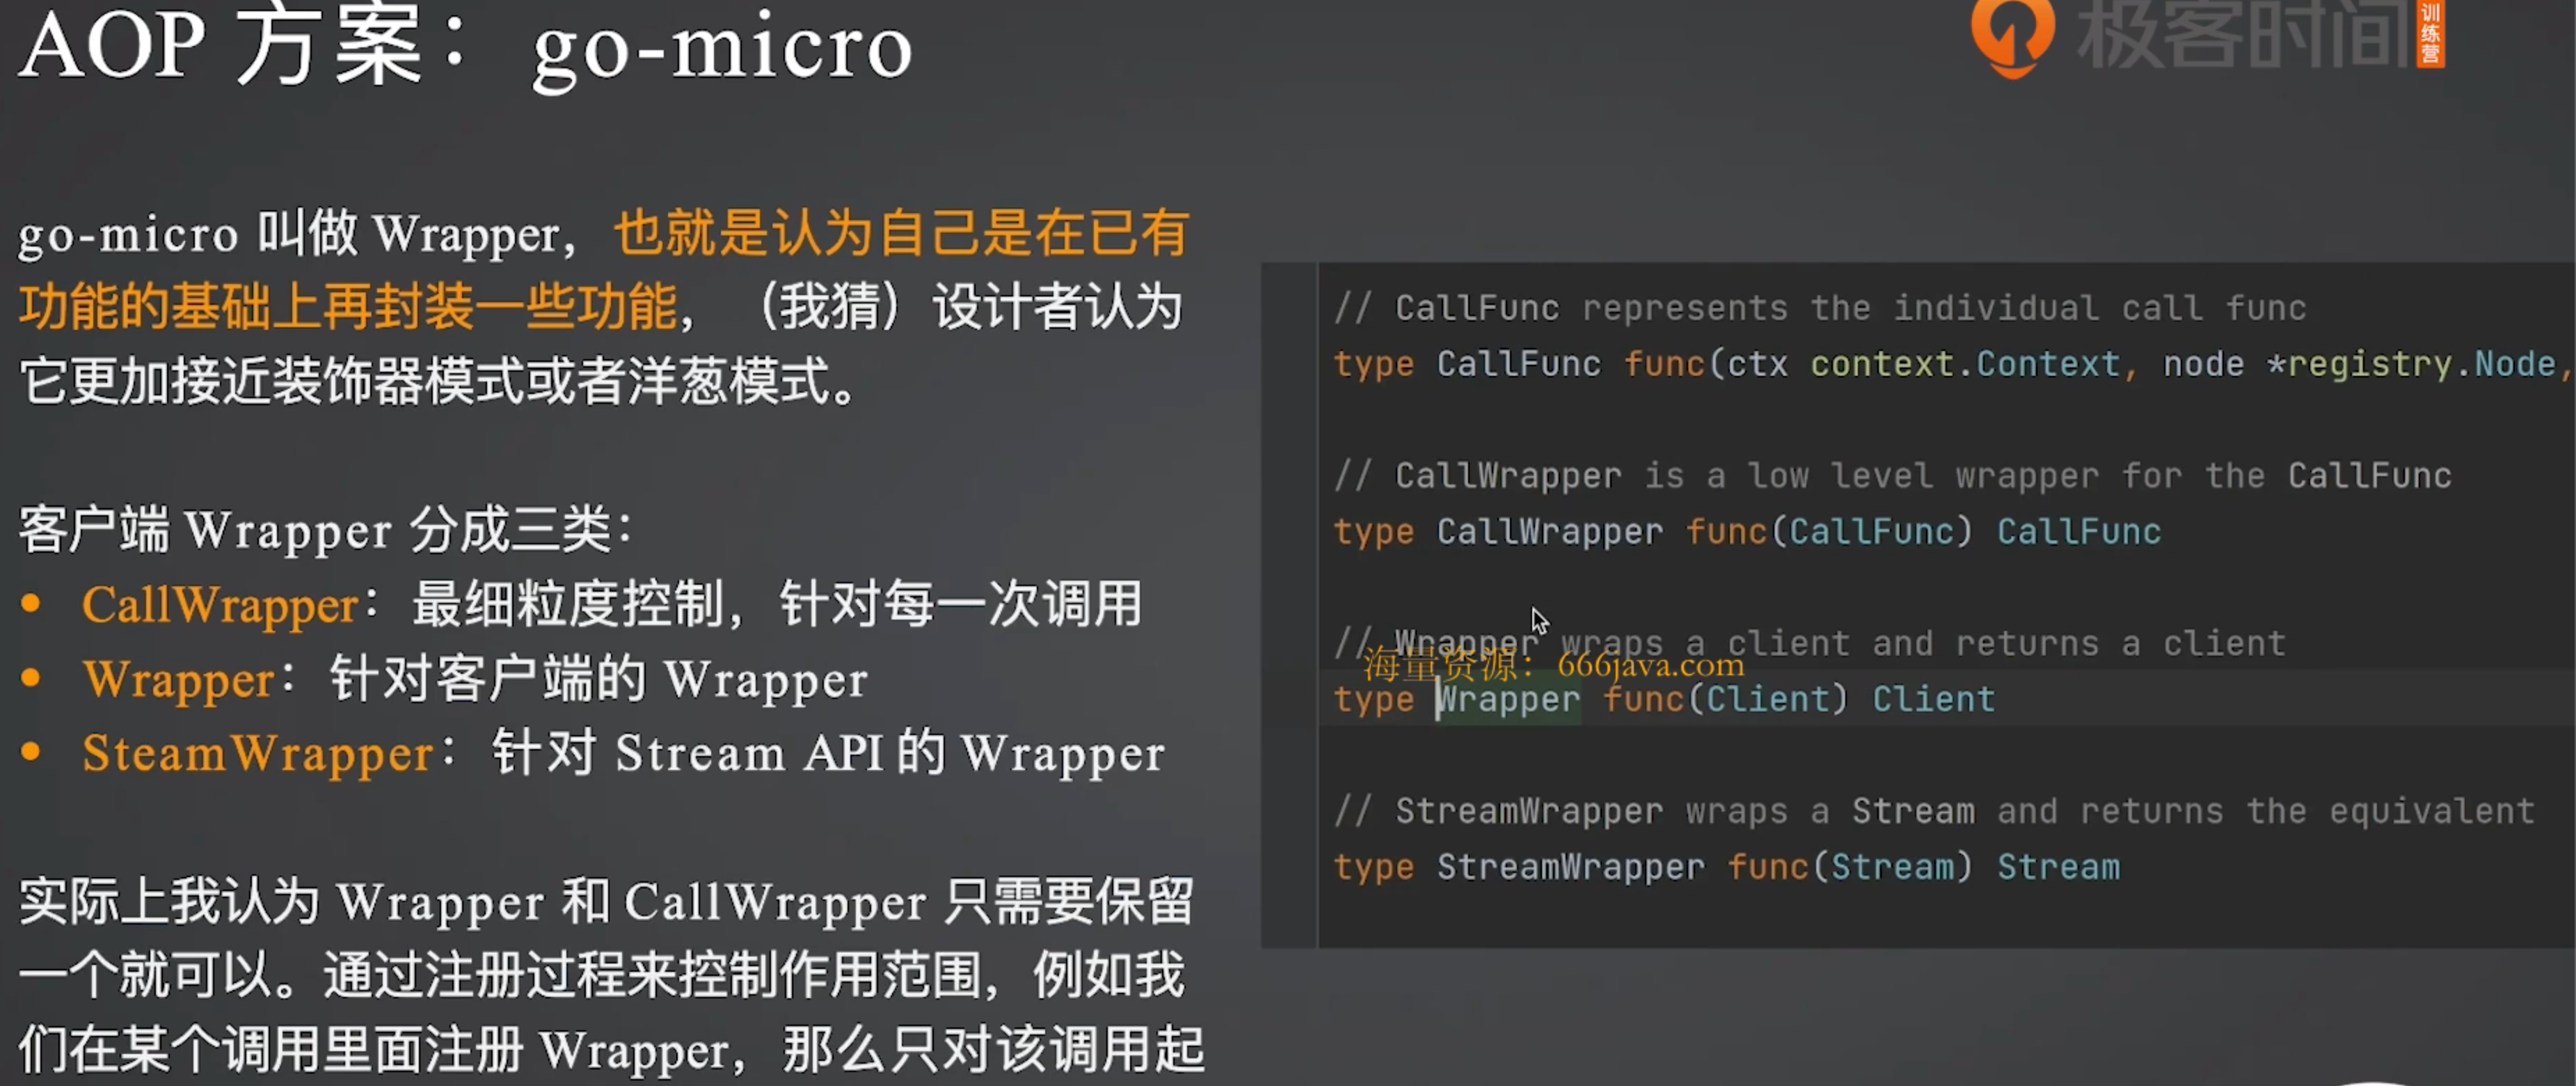 AOP 方案： go-micro
极客时间
训练营
go-micro 叫做 Wrapper，也就是认为自己是在已有
功能的基础上再封装一些功能，（我猜）设计者认为
它更加接近装饰器模式或者洋葱模式。
客户端 Wrapper 分成三类：
• CallWrapper：最细粒度控制，针对每一次调用
• Wrapper：针对客户端的 Wrapper
• SteamWrapper：针对 Stream API 的 Wrapper
实际上我认为 Wrapper 和 CallWrapper 只需要保留
一个就可以。通过注册过程来控制作用范围，例如我
们在某个调用里面注册 Wrapper，那么只对该调用起
// CallFunc represents the individual call func
type CallFunc func(ctx context.Context, node *registry.Node,
// CallWrapper is a low level wrapper for the CallFunc
type CallWrapper func(CallFunc) CallFunc
// Wrapper wraps a client and returns a client
海量资源：666java.com
type Wrapper func(Client) Client
// StreamWrapper wraps a Stream and returns the equivalent
type StreamWrapper func(Stream) Stream